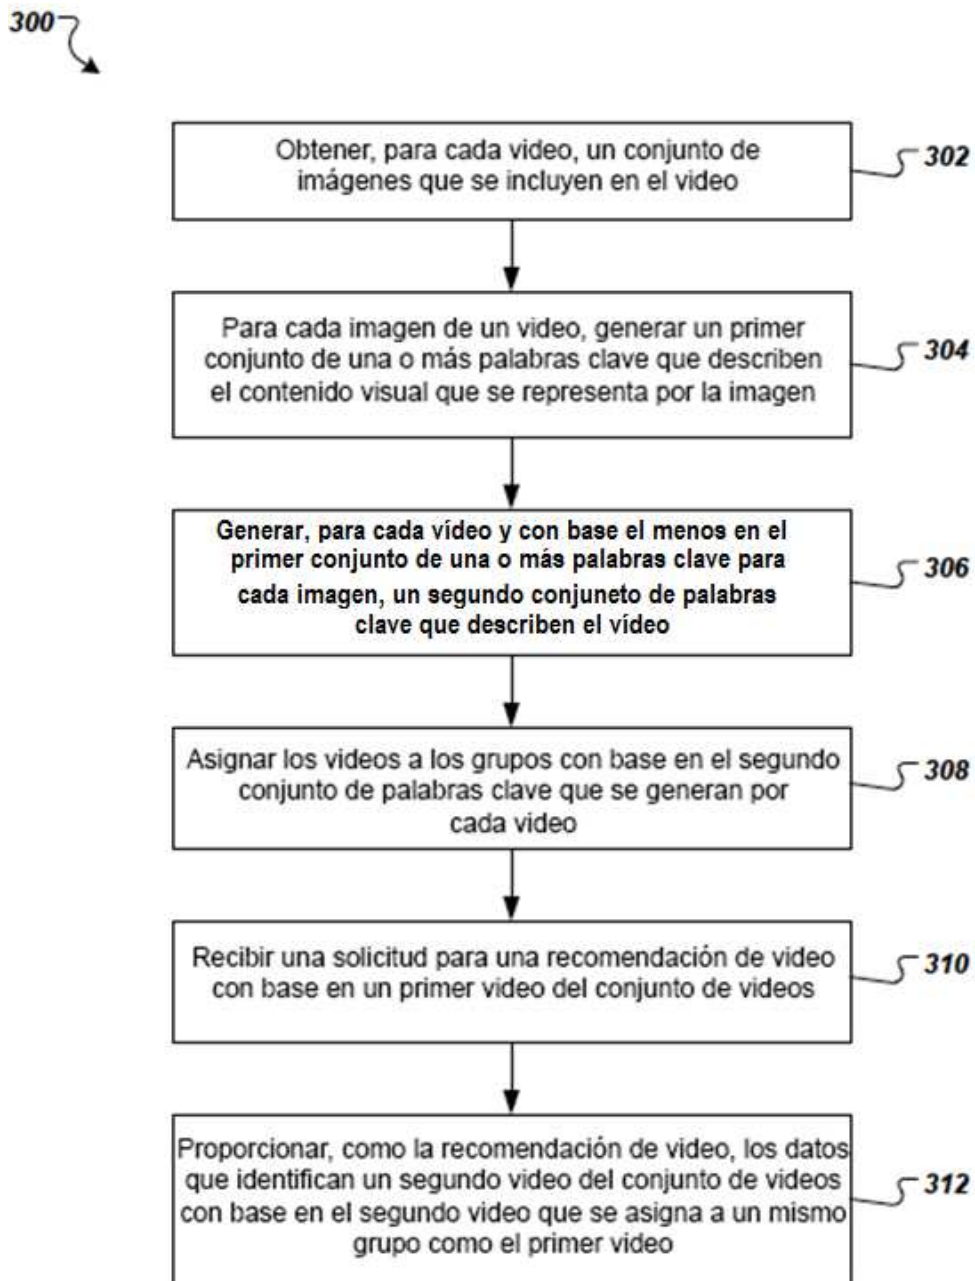 300
Obtener, para cada video, un conjunto de
imágenes que se incluyen en el video
302
Para cada imagen de un video, generar un primer
conjunto de una o más palabras clave que describen
el contenido visual que se representa por la imagen
304
Generar, para cada vídeo y con base el menos en el
primer conjunto de una o más palabras clave para
cada imagen, un segundo conjuneto de palabras
clave que describen el vídeo
306
Asignar los videos a los grupos con base en el segundo
conjunto de palabras clave que se generan por
cada video
308
Recibir una solicitud para una recomendación de video
con base en un primer video del conjunto de videos
310
Proporcionar, como la recomendación de video, los datos
que identifican un segundo video del conjunto de videos
con base en el segundo video que se asigna a un mismo
grupo como el primer video
312